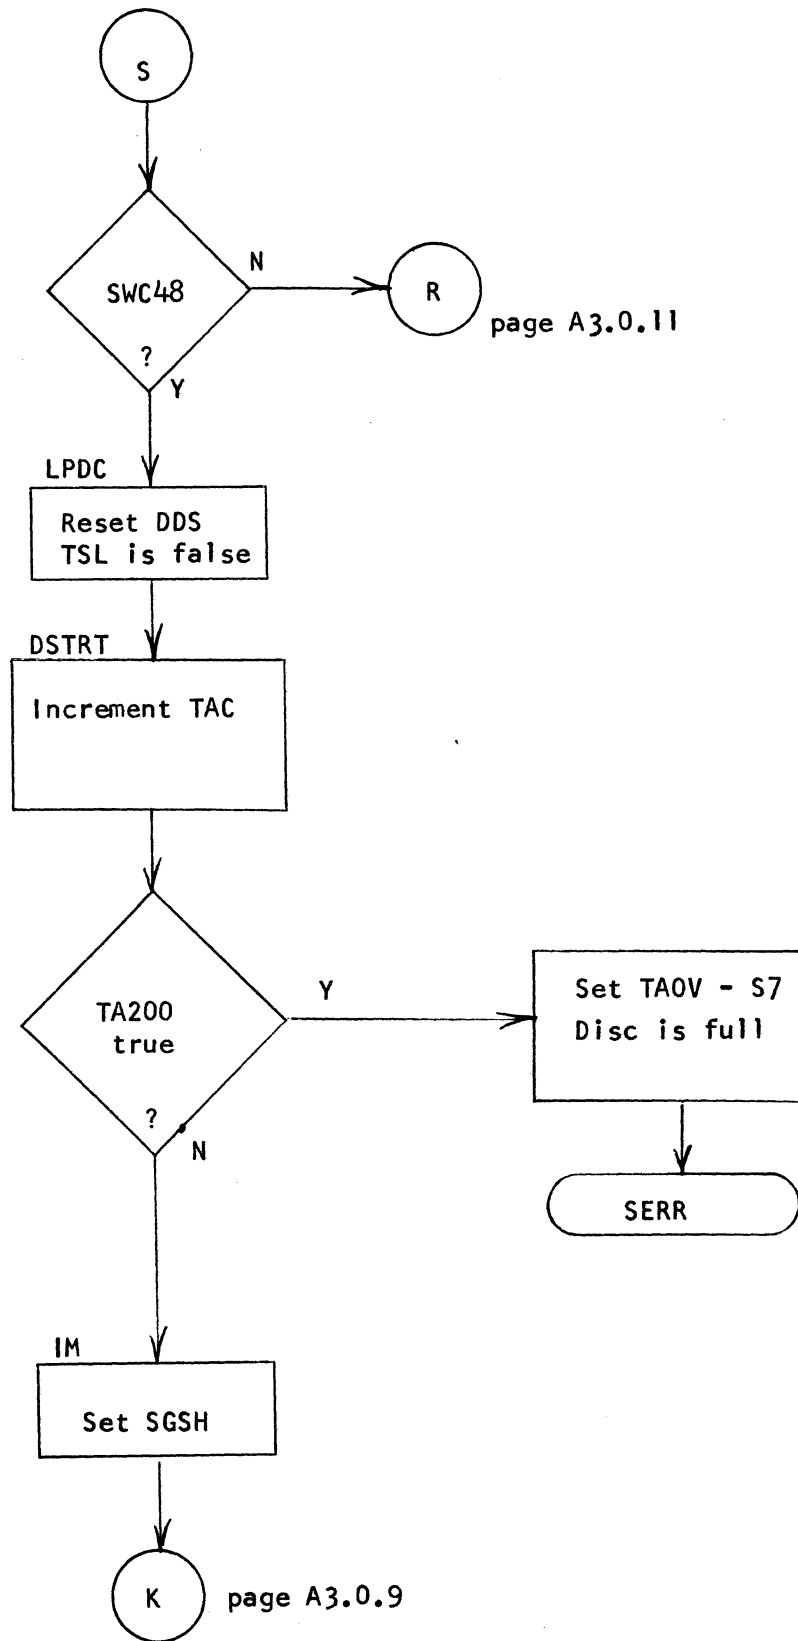 S
SWC48
?
N
R
page A3.0.11
Y
LPDC
Reset DDS
TSL is false
DSTRT
Increment TAC
TA200
true
?
Y
Set TAOV - S7
Disc is full
N
SERR
IM
Set SGSH
K
page A3.0.9